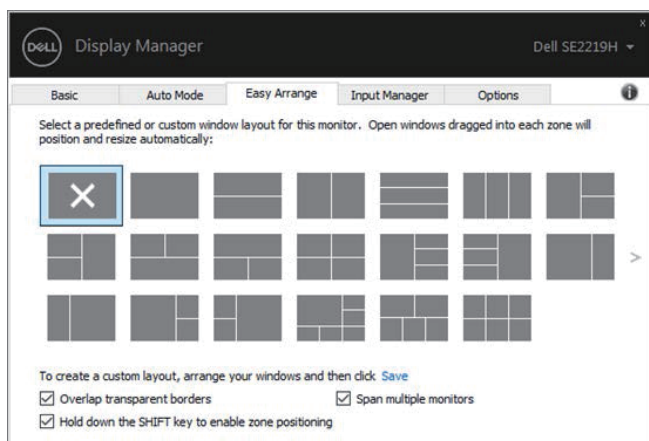 DELL Display Manager
Dell SE2219H
Basic Auto Mode Easy Arrange Input Manager Options
Select a predefined or custom window layout for this monitor. Open windows dragged into each zone will
position and resize automatically:
To create a custom layout, arrange your windows and then click Save
Overlap transparent borders
Span multiple monitors
Hold down the SHIFT key to enable zone positioning